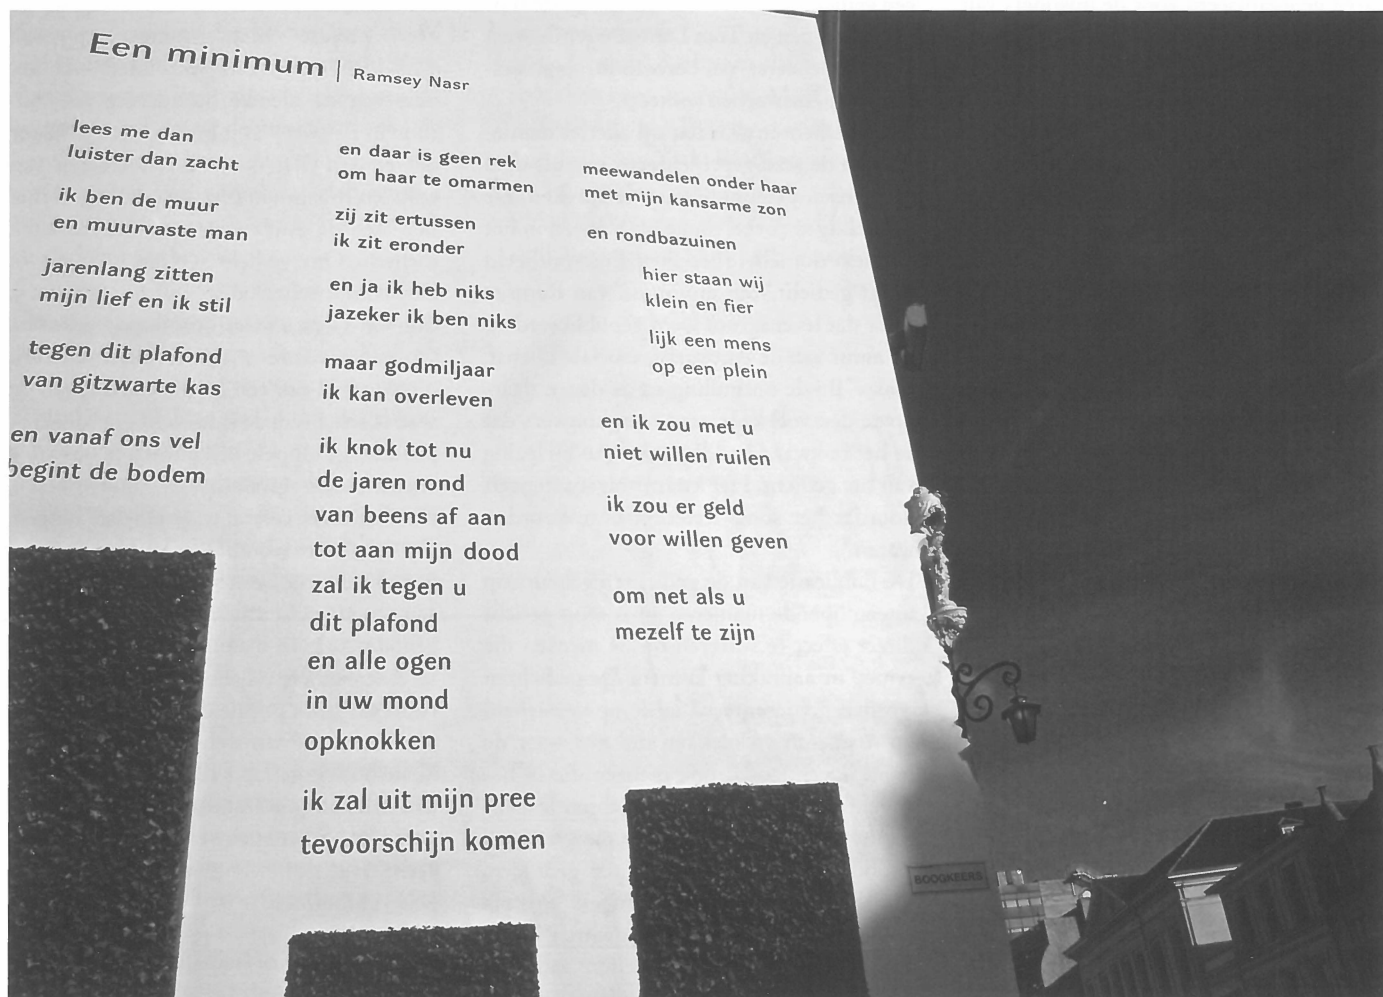 Een minimum | Ramsey Nasr
lees me dan
luister dan zacht
ik ben de muur
en muurvaste man
jarenlang zitten
mijn lief en ik stil
tegen dit plafond
van gitzwarte kas
en vanaf ons vel
begint de bodem
en daar is geen rek
om haar te omarmen
zij zit ertussen
ik zit eronder
en ja ik heb niks
jazeker ik ben niks
maar godmiljaar
ik kan overleven
ik knok tot nu
de jaren rond
van beens af aan
tot aan mijn dood
zal ik tegen u
dit plafond
en alle ogen
in uw mond
opknokken
ik zal uit mijn pree
tevoorschijn komen
meewandelen onder haar
met mijn kansarme zon
en rondbazuinen
hier staan wij
klein en fier
lijk een mens
op een plein
en ik zou met u
niet willen ruilen
ik zou er geld
voor willen geven
om net als u
mezelf te zijn
BOOGKEERS